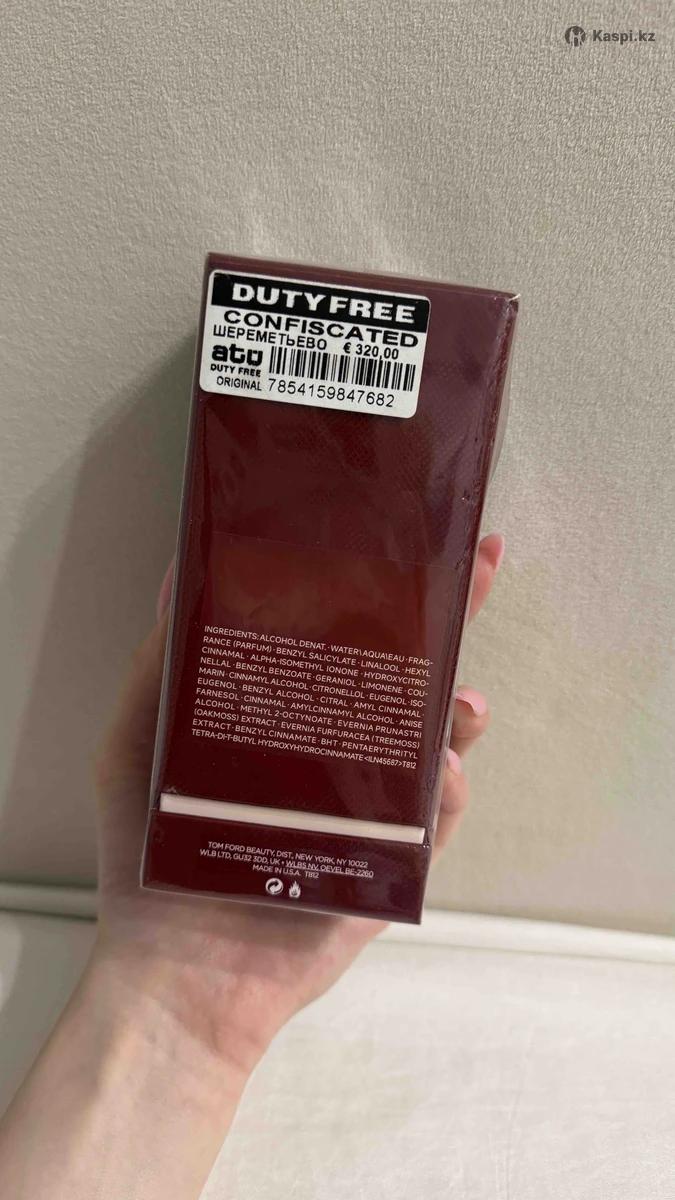 Kaspi.kz
DUTY FREE
CONFISCATED
ШЕРЕМЕТЬЕВО € 320,00
atü
DUTY FREE
ORIGINAL 7854159847682
INGREDIENTS: ALCOHOL DENAT. · WATER\AQUA\EAU · FRAG-
RANCE (PARFUM) · BENZYL SALICYLATE · LINALOOL · HEXYL
CINNAMAL · ALPHA-ISOMETHYL IONONE · HYDROXYCITRO-
NELLAL · BENZYL BENZOATE · GERANIOL · LIMONENE · COU-
MARIN · CINNAMYL ALCOHOL · CITRONELLOL · EUGENOL · ISO-
EUGENOL · BENZYL ALCOHOL · CITRAL · AMYL CINNAMAL ·
FARNESOL · CINNAMAL · AMYLCINNAMYL ALCOHOL · ANISE
ALCOHOL · METHYL 2-OCTYNOATE · EVERNIA PRUNASTRI
(OAKMOSS) EXTRACT · EVERNIA FURFURACEA (TREEMOSS)
EXTRACT · BENZYL CINNAMATE · BHT · PENTAERYTHRITYL
TETRA-DI-T-BUTYL HYDROXYHYDROCINNAMATE <ILN45687> T812
TOM FORD BEAUTY, DIST, NEW YORK, NY 10022
WLB LTD, GU32 3DD, UK • WLBS NV, OEVEL BE-2260
MADE IN U.S.A. T812